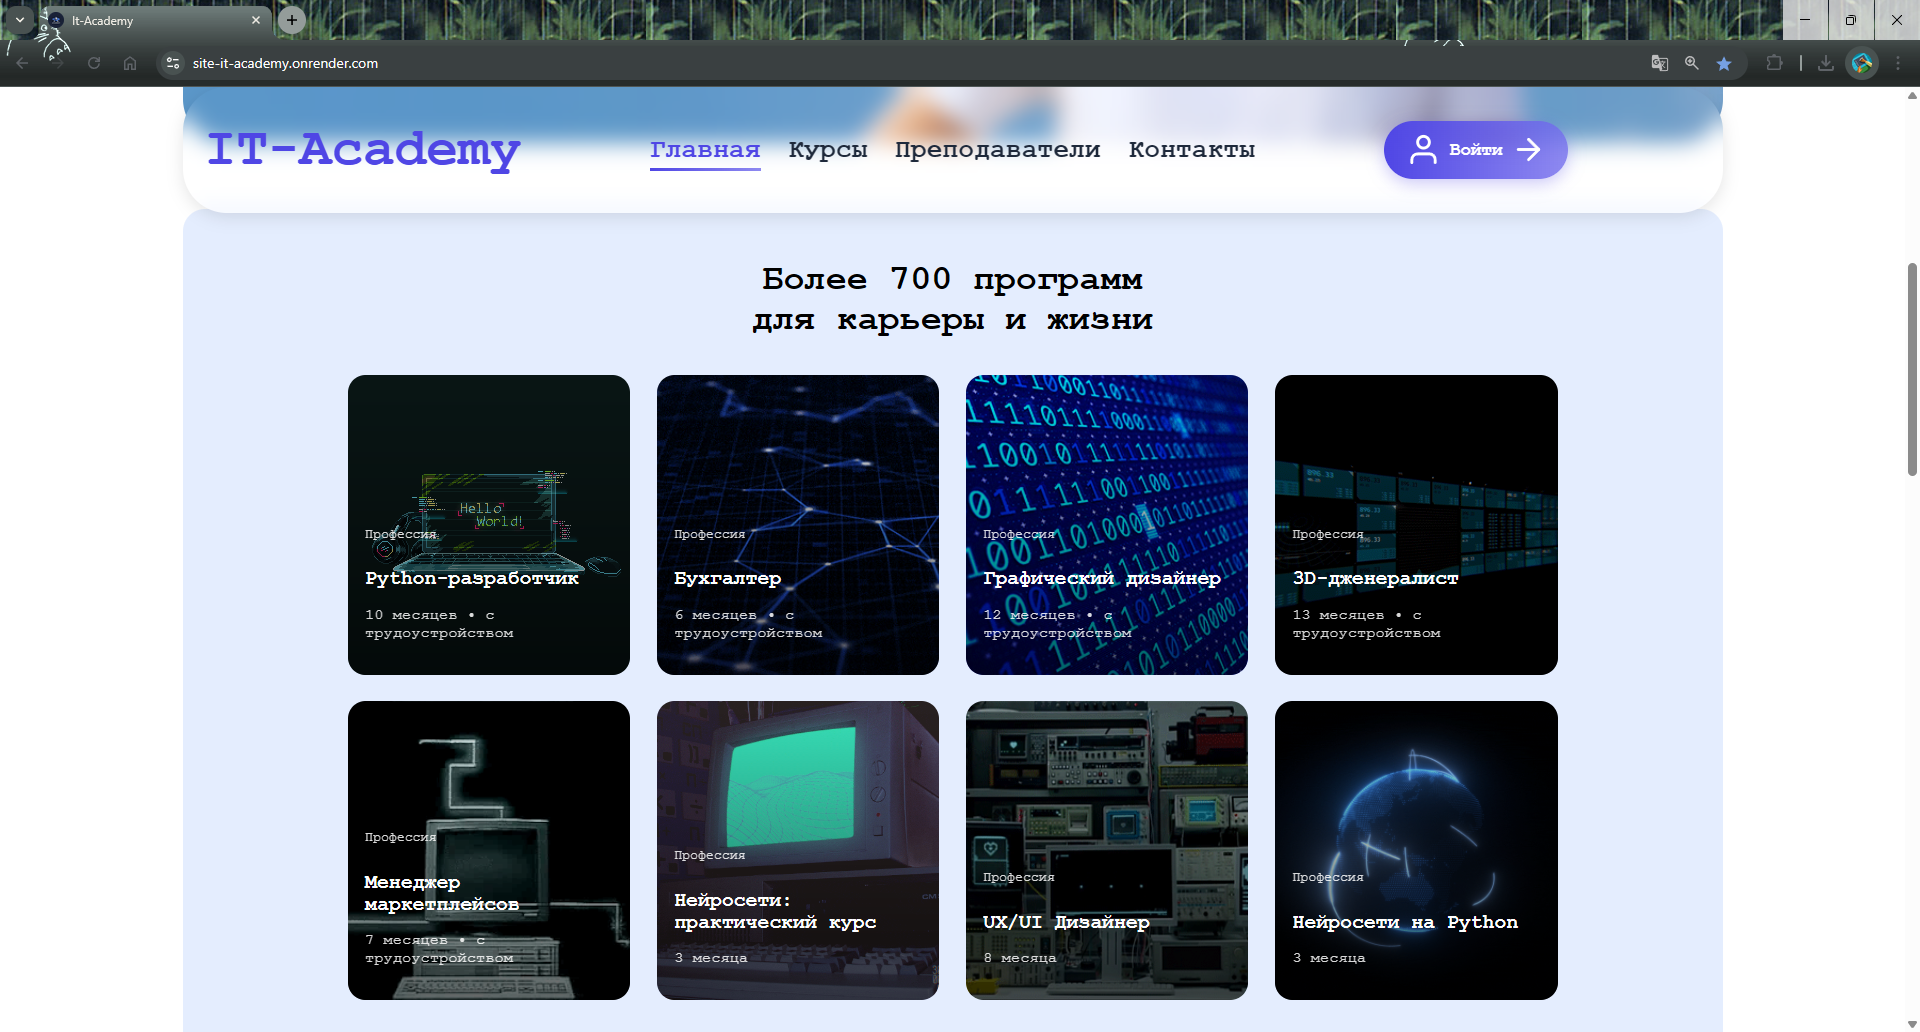 It-Academy
site-it-academy.onrender.com
IT-Academy
Главная
Курсы
Преподаватели
Контакты
Войти
Более 700 программ
для карьеры и жизни
Hello
World!
Профессия
Python-разработчик
10 месяцев • с
трудоустройством
Профессия
Бухгалтер
6 месяцев • с
трудоустройством
Профессия
Графический дизайнер
12 месяцев • с
трудоустройством
Профессия
3D-дженералист
13 месяцев • с
трудоустройством
Профессия
Менеджер
маркетплейсов
7 месяцев • с
трудоустройством
Профессия
Нейросети:
практический курс
3 месяца
Профессия
UX/UI Дизайнер
8 месяца
Профессия
Нейросети на Python
3 месяца